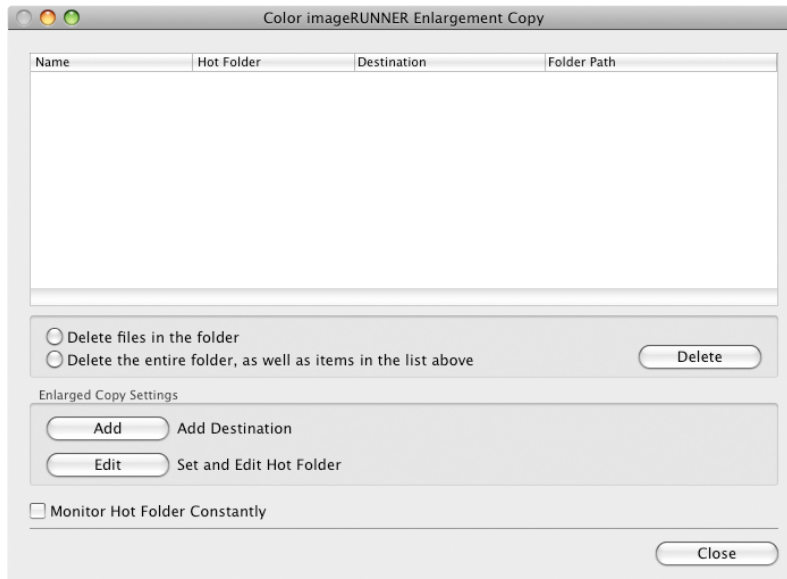 Color imageRUNNER Enlargement Copy
Name Hot Folder Destination Folder Path
Delete files in the folder
Delete the entire folder, as well as items in the list above
Delete
Enlarged Copy Settings
Add Add Destination
Edit Set and Edit Hot Folder
Monitor Hot Folder Constantly
Close